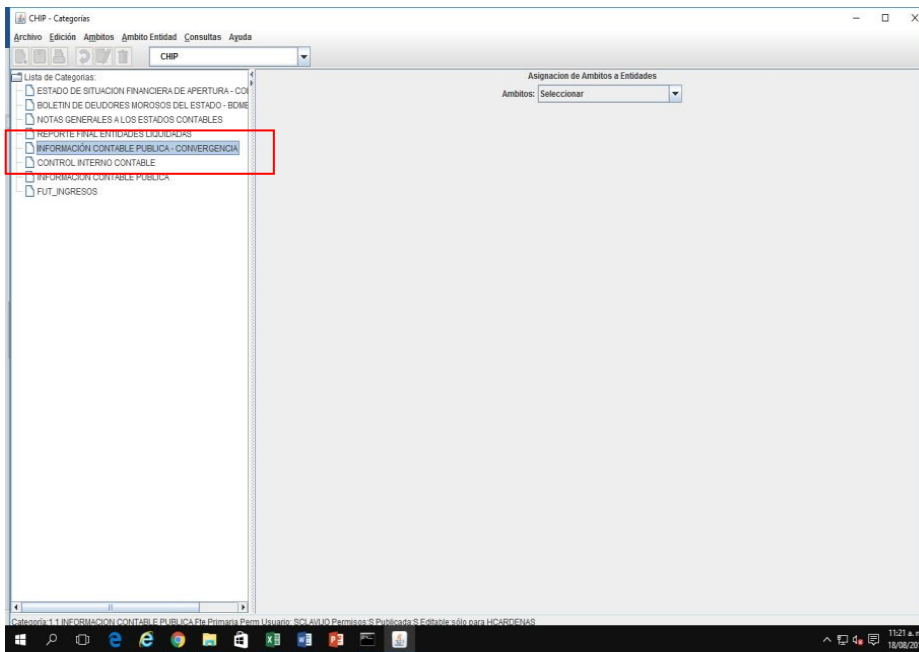 CHIP - Categorías
Archivo Edición Ambitos Ambito Entidad Consultas Ayuda
CHIP
Lista de Categorias:
ESTADO DE SITUACION FINANCIERA DE APERTURA - CO
BOLETIN DE DEUDORES MOROSOS DEL ESTADO - BDME
NOTAS GENERALES A LOS ESTADOS CONTABLES
REPORTE FINAL ENTIDADES LIQUIDADAS
INFORMACIÓN CONTABLE PUBLICA - CONVERGENCIA
CONTROL INTERNO CONTABLE
INFORMACION CONTABLE PUBLICA
FUT_INGRESOS
Asignacion de Ambitos a Entidades
Ambitos: Seleccionar
Categoría:1.1 INFORMACION CONTABLE PUBLICA Fte Primaria Perm Usuario: SCLAVIJO Permisos:S Publicada:S Editable sólo para HCARDENAS
11:21 a. m
18/08/20